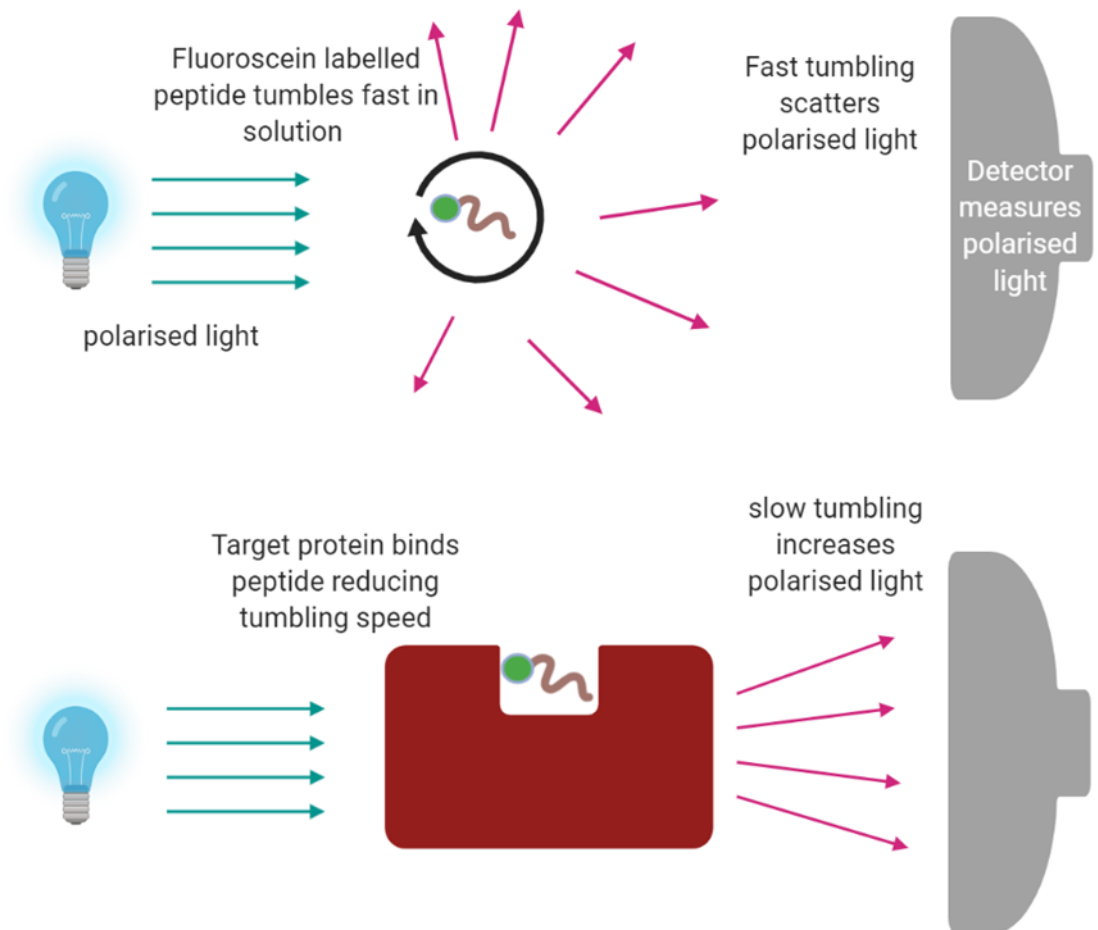 Fluoroscein labelled
peptide tumbles fast in
solution
polarised light
Fast tumbling
scatters
polarised light
Detector
measures
polarised
light
Target protein binds
peptide reducing
tumbling speed
slow tumbling
increases
polarised light